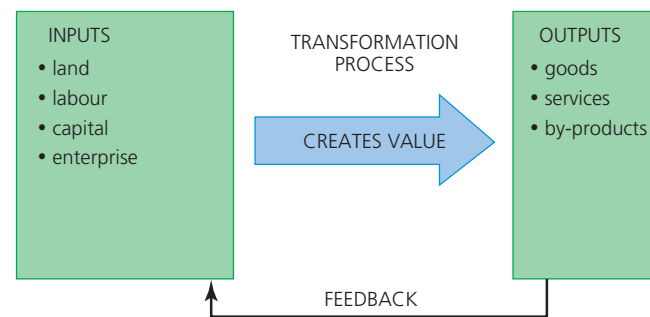 INPUTS
• land
• labour
• capital
• enterprise
TRANSFORMATION
PROCESS
CREATES VALUE
OUTPUTS
• goods
• services
• by-products
FEEDBACK